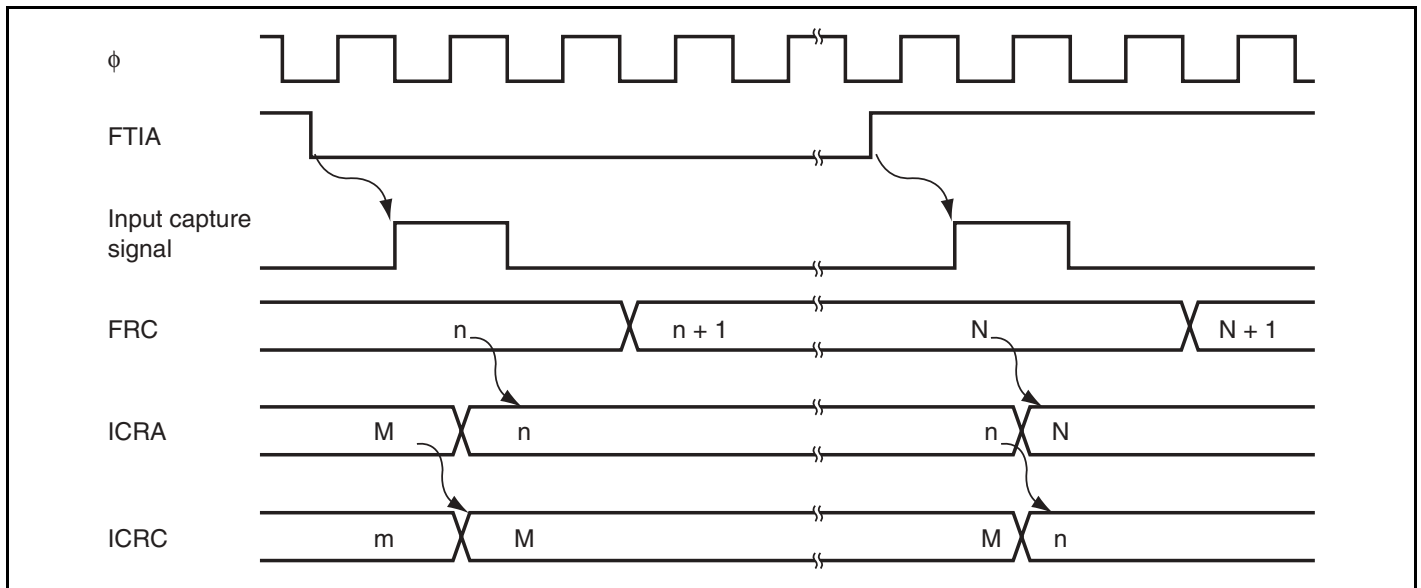 ϕ
FTIA
Input capture
signal
FRC n n + 1 N N + 1
ICRA M n n N
ICRC m M M n